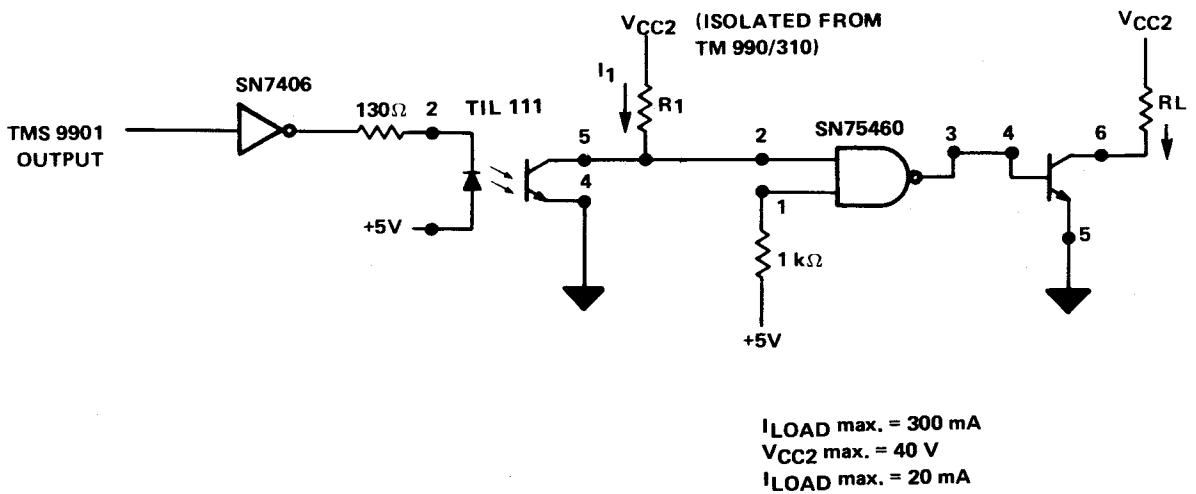 VCC2 (ISOLATED FROM
TM 990/310)
VCC2
SN7406
I1
130Ω 2 TIL 111
R1
RL
TMS 9901
OUTPUT
5
2
SN75460
3 4
6
4
1
+5V
5
1 kΩ
+5V
ILOAD max. = 300 mA
VCC2 max. = 40 V
ILOAD max. = 20 mA